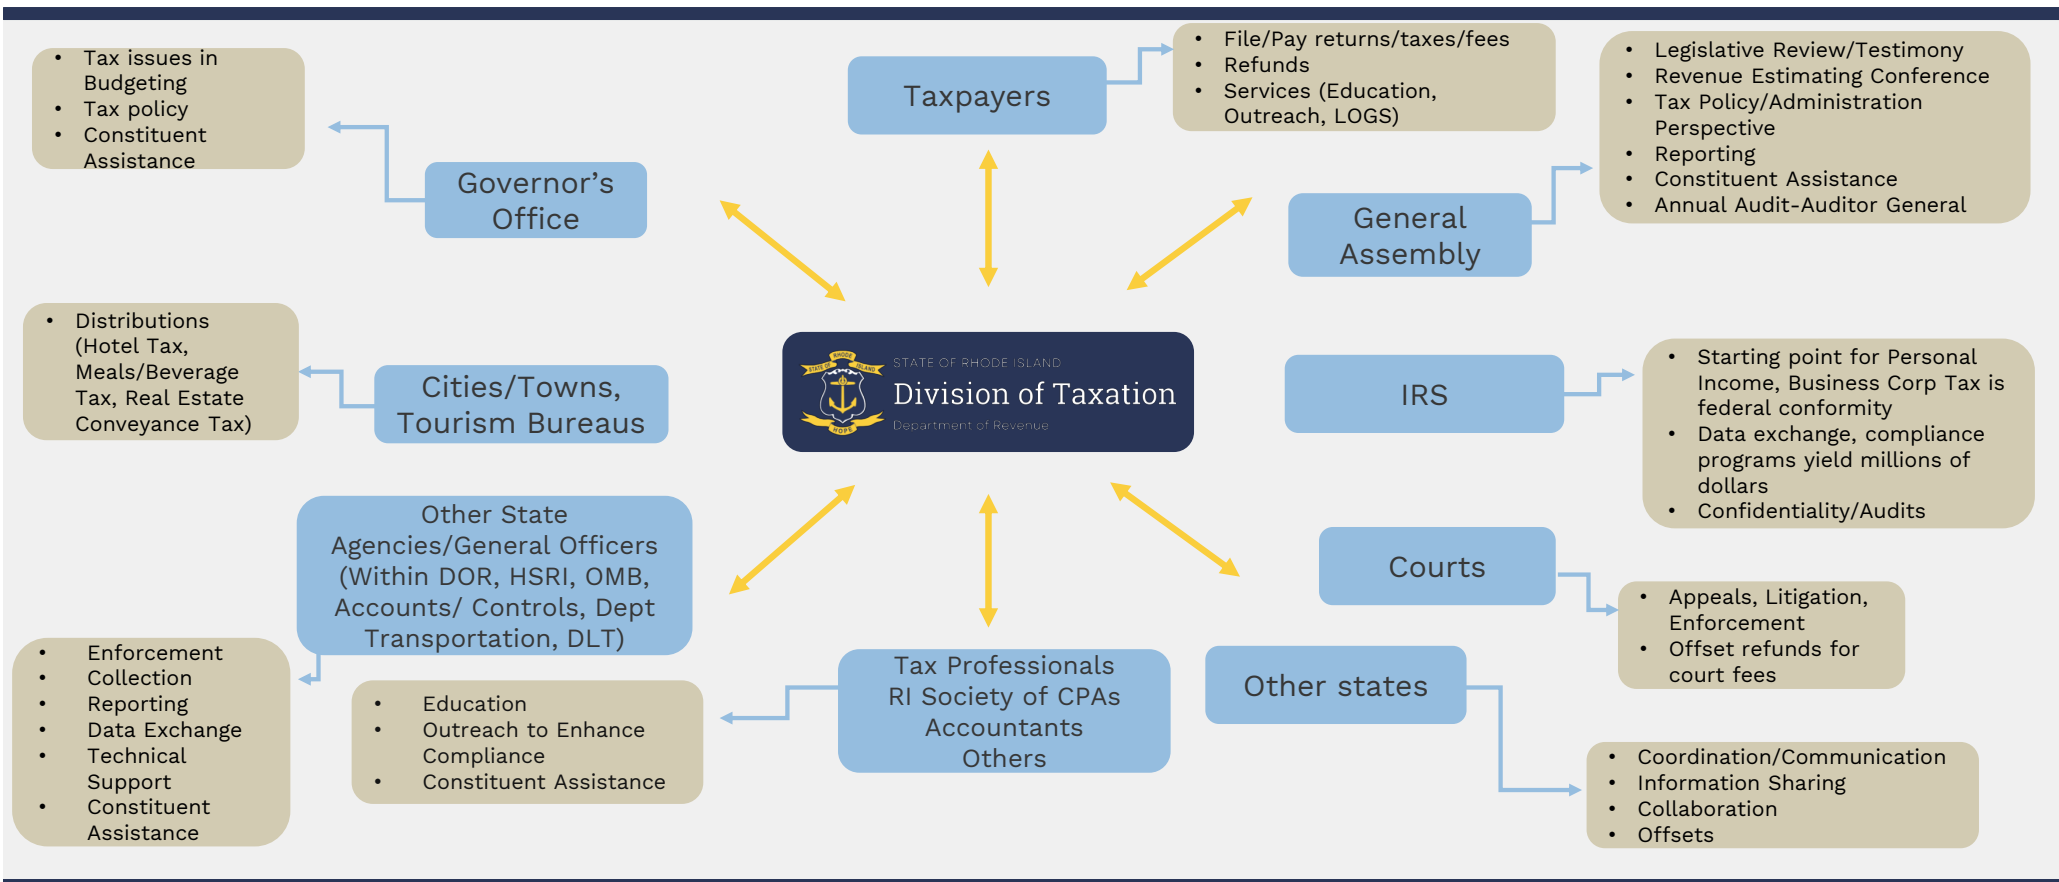 • Tax issues in
Budgeting
• Tax policy
• Constituent
Assistance
Governor's
Office
Taxpayers
• File/Pay returns/taxes/fees
• Refunds
• Services (Education,
Outreach, LOGS)
General
Assembly
• Legislative Review/Testimony
• Revenue Estimating Conference
• Tax Policy/Administration
Perspective
• Reporting
• Constituent Assistance
• Annual Audit-Auditor General
• Distributions
(Hotel Tax,
Meals/Beverage
Tax, Real Estate
Conveyance Tax)
Cities/Towns,
Tourism Bureaus
STATE OF RHODE ISLAND
HOPE
STATE OF RHODE ISLAND
Division of Taxation
Department of Revenue
IRS
• Starting point for Personal
Income, Business Corp Tax is
federal conformity
• Data exchange, compliance
programs yield millions of
dollars
• Confidentiality/Audits
Other State
Agencies/General Officers
(Within DOR, HSRI, OMB,
Accounts/ Controls, Dept
Transportation, DLT)
• Enforcement
• Collection
• Reporting
• Data Exchange
• Technical
Support
• Constituent
Assistance
• Education
• Outreach to Enhance
Compliance
• Constituent Assistance
Tax Professionals
RI Society of CPAs
Accountants
Others
Courts
• Appeals, Litigation,
Enforcement
• Offset refunds for
court fees
Other states
• Coordination/Communication
• Information Sharing
• Collaboration
• Offsets